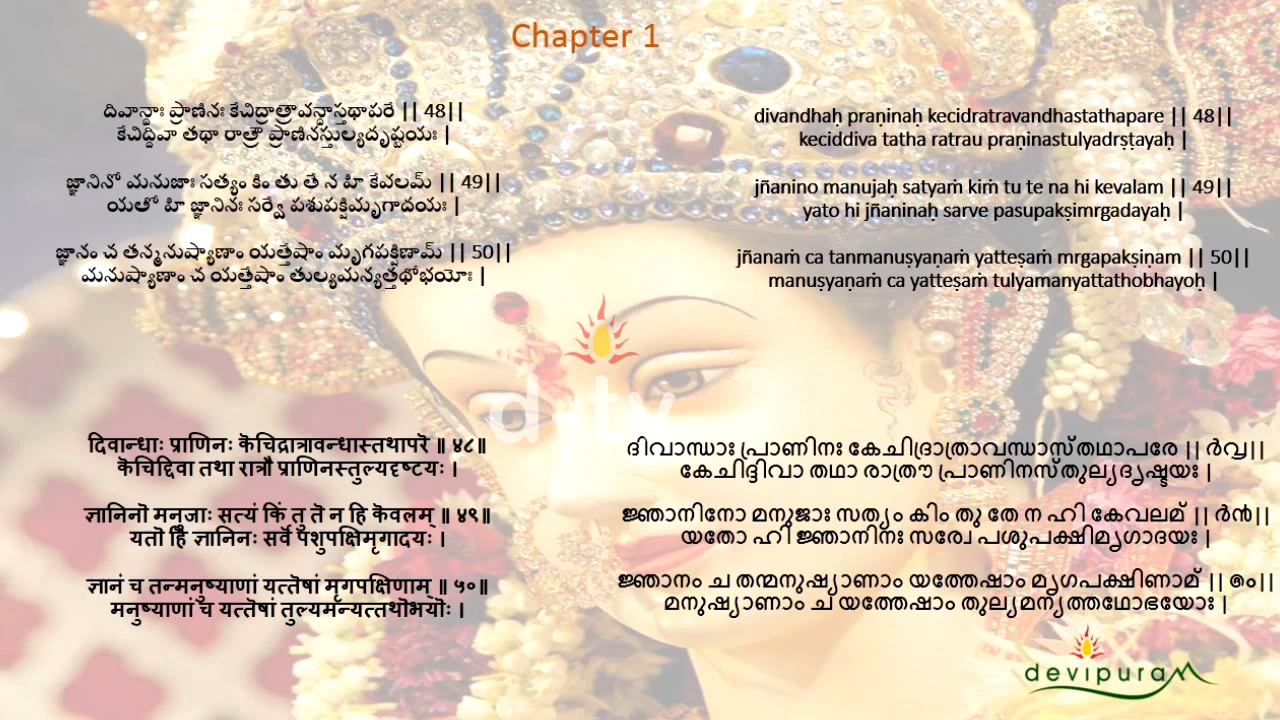 Chapter 1
దివాన్ధాః ప్రాణినః కేచిద్రాత్రావన్ధాస్తథాపరే || 48||
కేచిద్దివా తథా రాత్రౌ ప్రాణినస్తుల్యదృష్టయః |
జ్ఞానినో మనుజాః సత్యం కిం తు తే న హి కేవలమ్ || 49||
యతో హి జ్ఞానినః సర్వే పశుపక్షిమృగాదయః |
జ్ఞానం చ తన్మనుష్యాణాం యత్తేషాం మృగపక్షిణామ్ || 50||
మనుష్యాణాం చ యత్తేషాం తుల్యమన్యత్తథోభయోః |
divandhaḥ praṇinaḥ kecidratravandhastathapare || 48||
keciddiva tatha ratrau praṇinastulyadrṣṭayaḥ |
jñanino manujaḥ satyaṁ kiṁ tu te na hi kevalam || 49||
yato hi jñaninaḥ sarve pasupakṣimrgadayaḥ |
jñanaṁ ca tanmanuṣyaṇaṁ yatteṣaṁ mrgapakṣiṇam || 50||
manuṣyaṇaṁ ca yatteṣaṁ tulyamanyattathobhayoḥ |
d-tv
दिवान्धाः प्राणिनः कॆचिद्रात्रावन्धास्तथापरॆ ॥ ४८॥
कॆचिद्दिवा तथा रात्रौ प्राणिनस्तुल्यदृष्टयः ।
ज्ञानिनॊ मनुजाः सत्यं किं तु तॆ न हि कॆवलम् ॥ ४९॥
यतॊ हि ज्ञानिनः सर्वॆ पशुपक्षिमृगादयः ।
ज्ञानं च तन्मनुष्याणां यत्तॆषां मृगपक्षिणाम् ॥ ५०॥
मनुष्याणां च यत्तॆषां तुल्यमन्यत्तथॊभयॊः ।
ദിവാന്ധാഃ പ്രാണിനഃ കേചിദ്രാത്രാവന്ധാസ്തഥാപരേ || ൪൮||
കേചിദ്ദിവാ തഥാ രാത്രൗ പ്രാണിനസ്തുല്യദൃഷ്ടയഃ |
ജ്ഞാനിനോ മനുജാഃ സത്യം കിം തു തേ ന ഹി കേവലമ് || ൪൯||
യതോ ഹി ജ്ഞാനിനഃ സര്വേ പശുപക്ഷിമൃഗാദയഃ |
ജ്ഞാനം ച തന്മനുഷ്യാണാം യത്തേഷാം മൃഗപക്ഷിണാമ് || ൫൦||
മനുഷ്യാണാം ച യത്തേഷാം തുല്യമന്യത്തഥോഭയോഃ |
devipuram